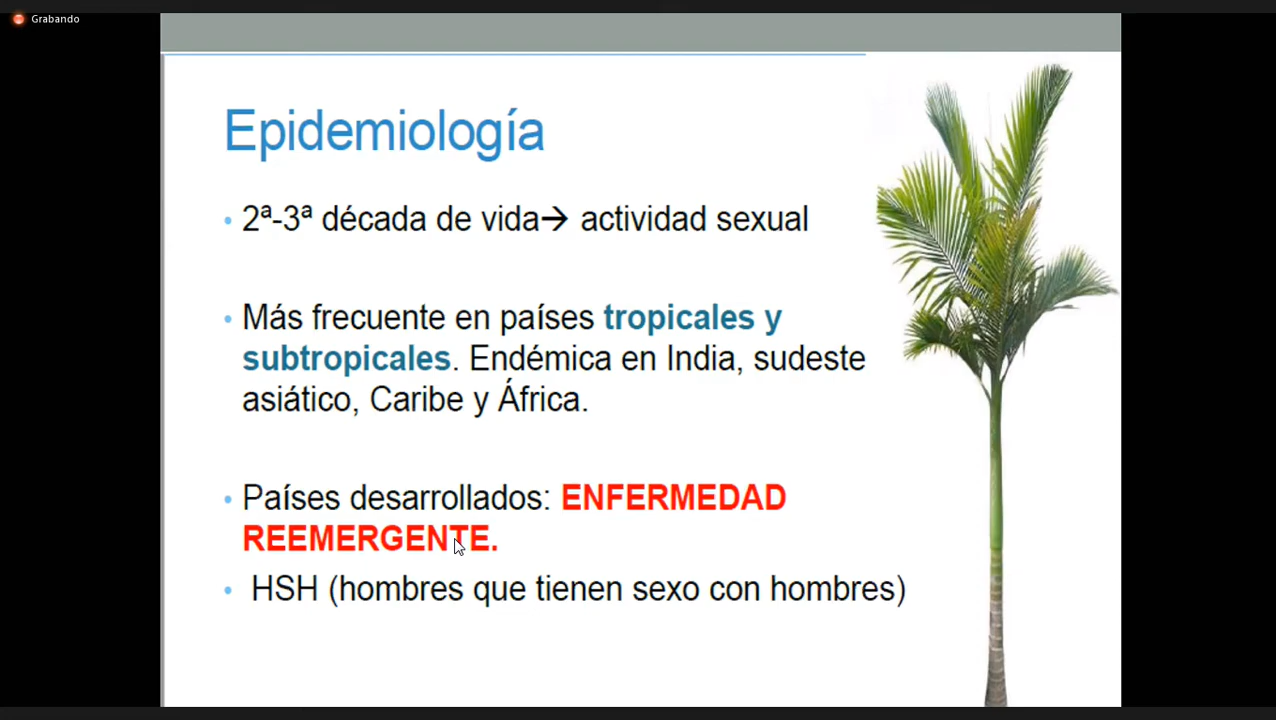 Grabando
Epidemiología
• 2ª-3ª década de vida→ actividad sexual
• Más frecuente en países tropicales y
subtropicales. Endémica en India, sudeste
asiático, Caribe y África.
• Países desarrollados: ENFERMEDAD
REEMERGENTE.
• HSH (hombres que tienen sexo con hombres)